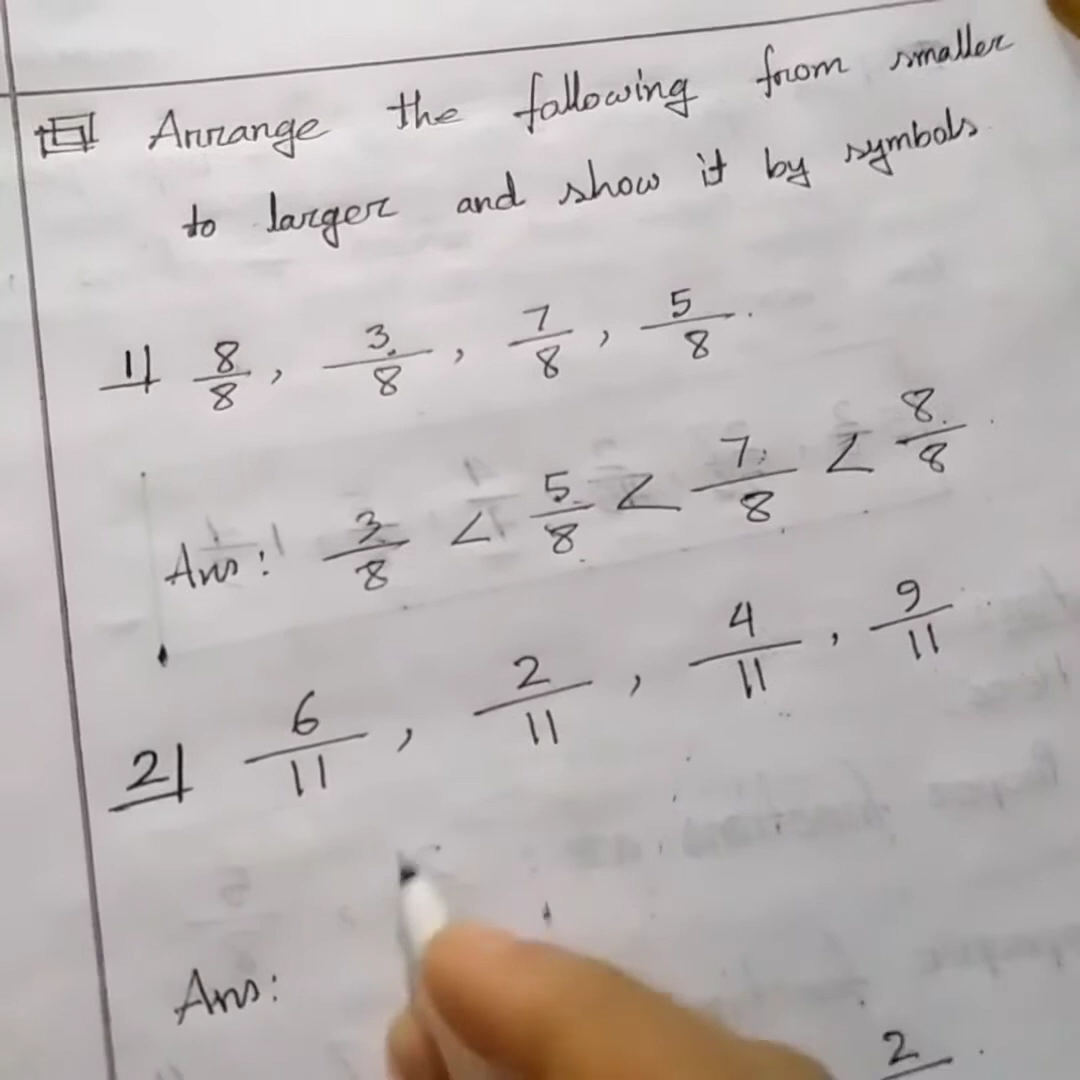 Arrange the following from smaller
to larger and show it by symbols.
1) 8/8, 3/8, 7/8, 5/8.
Ans: 3/8 < 5/8 < 7/8 < 8/8.
2) 6/11, 2/11, 4/11, 9/11
Ans:
2